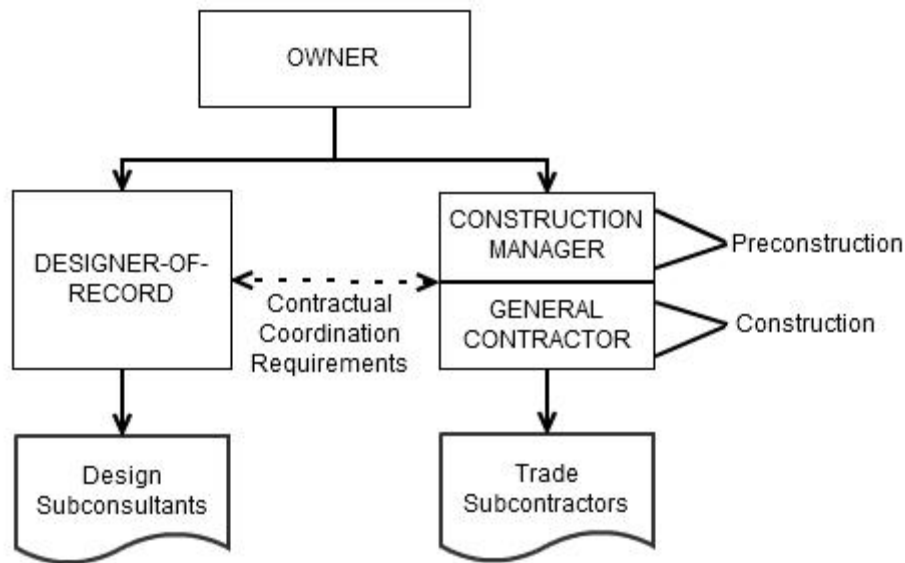 OWNER
DESIGNER-OF-
RECORD
Contractual
Coordination
Requirements
CONSTRUCTION
MANAGER
GENERAL
CONTRACTOR
Preconstruction
Construction
Design
Subconsultants
Trade
Subcontractors